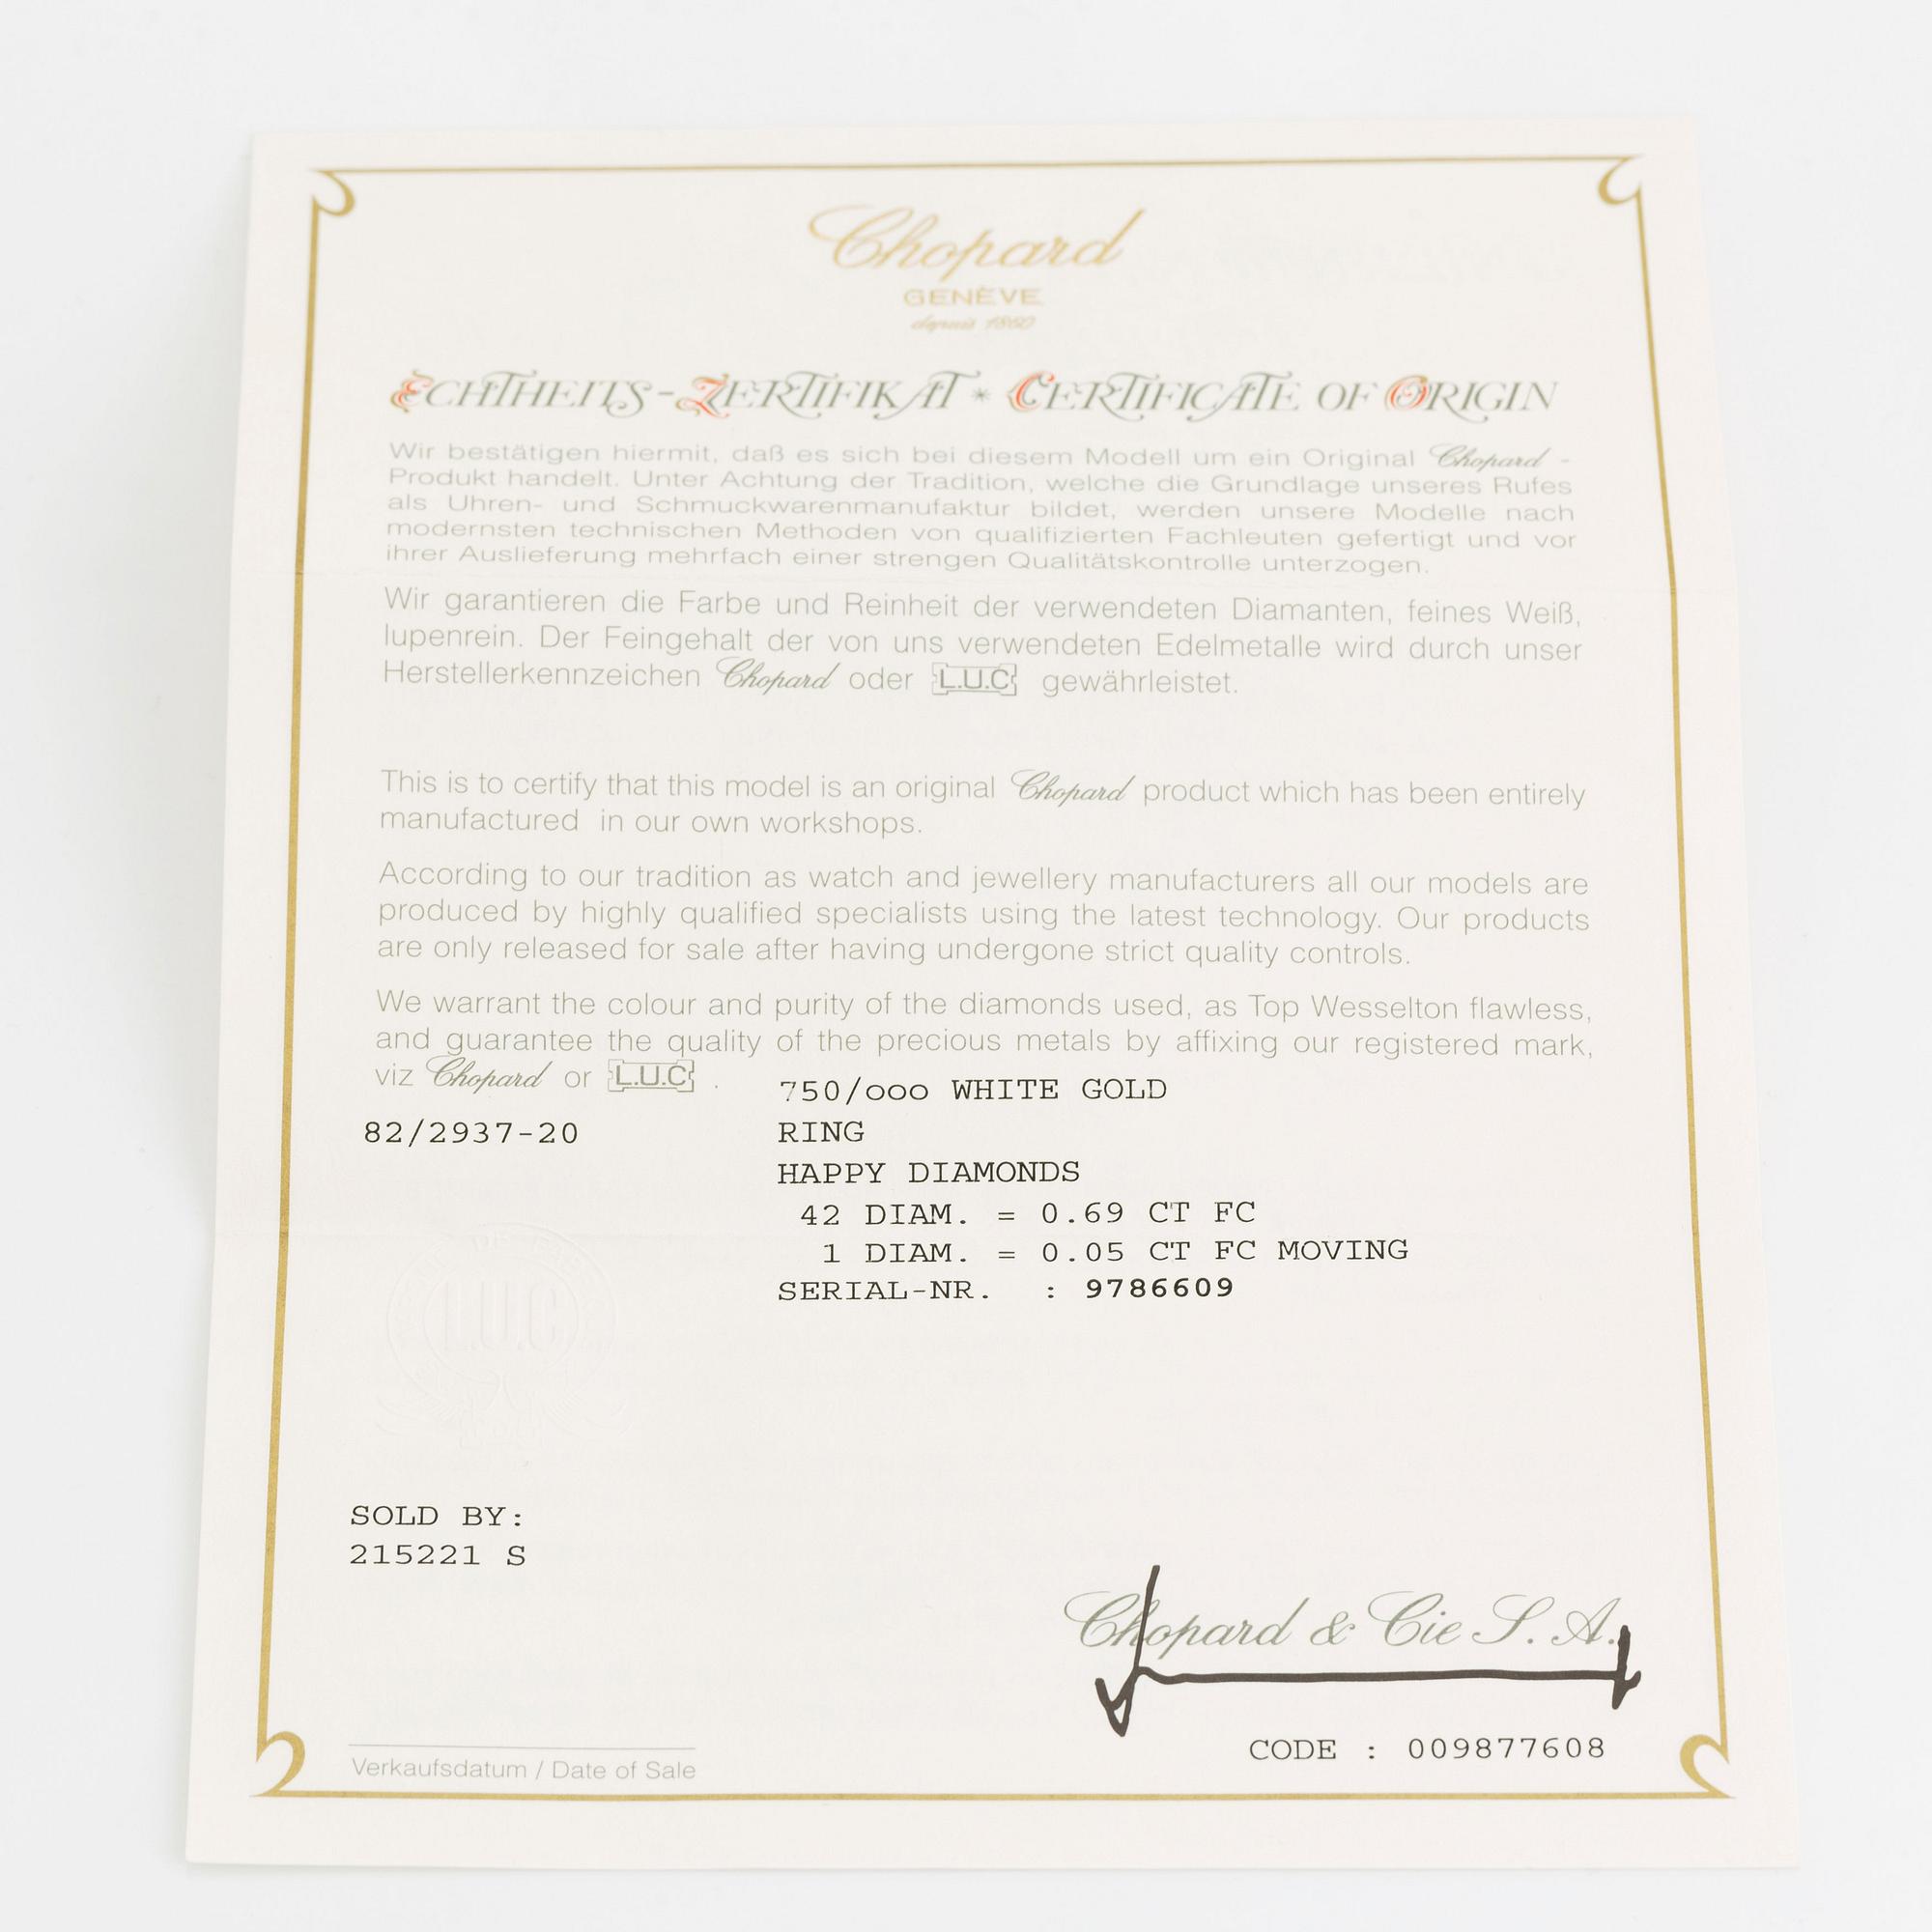 Chopard
GENÈVE
depuis 1860
ECHTHEITS-ZERTIFIKAT * CERTIFICATE OF ORIGIN
Wir bestätigen hiermit, daß es sich bei diesem Modell um ein Original Chopard -
Produkt handelt. Unter Achtung der Tradition, welche die Grundlage unseres Rufes
als Uhren- und Schmuckwarenmanufaktur bildet, werden unsere Modelle nach
modernsten technischen Methoden von qualifizierten Fachleuten gefertigt und vor
ihrer Auslieferung mehrfach einer strengen Qualitätskontrolle unterzogen.
Wir garantieren die Farbe und Reinheit der verwendeten Diamanten, feines Weiß,
lupenrein. Der Feingehalt der von uns verwendeten Edelmetalle wird durch unser
Herstellerkennzeichen Chopard oder L.U.C gewährleistet.
This is to certify that this model is an original Chopard product which has been entirely
manufactured in our own workshops.
According to our tradition as watch and jewellery manufacturers all our models are
produced by highly qualified specialists using the latest technology. Our products
are only released for sale after having undergone strict quality controls.
We warrant the colour and purity of the diamonds used, as Top Wesselton flawless,
and guarantee the quality of the precious metals by affixing our registered mark,
viz Chopard or L.U.C .
750/ooo WHITE GOLD
82/2937-20 RING
HAPPY DIAMONDS
42 DIAM. = 0.69 CT FC
1 DIAM. = 0.05 CT FC MOVING
SERIAL-NR. : 9786609
L.U.C
SOLD BY:
215221 S
Chopard & Cie S. A.
CODE : 009877608
Verkaufsdatum / Date of Sale